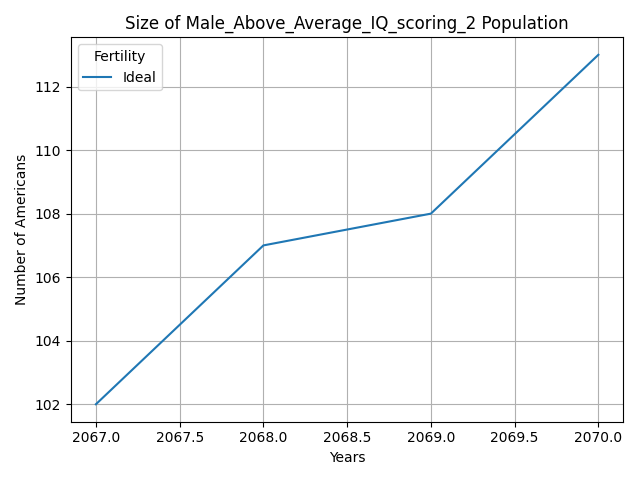 Size of Male_Above_Average_IQ_scoring_2 Population
Fertility
Ideal
Number of Americans
112
110
108
106
104
102
2067.0 2067.5 2068.0 2068.5 2069.0 2069.5 2070.0
Years